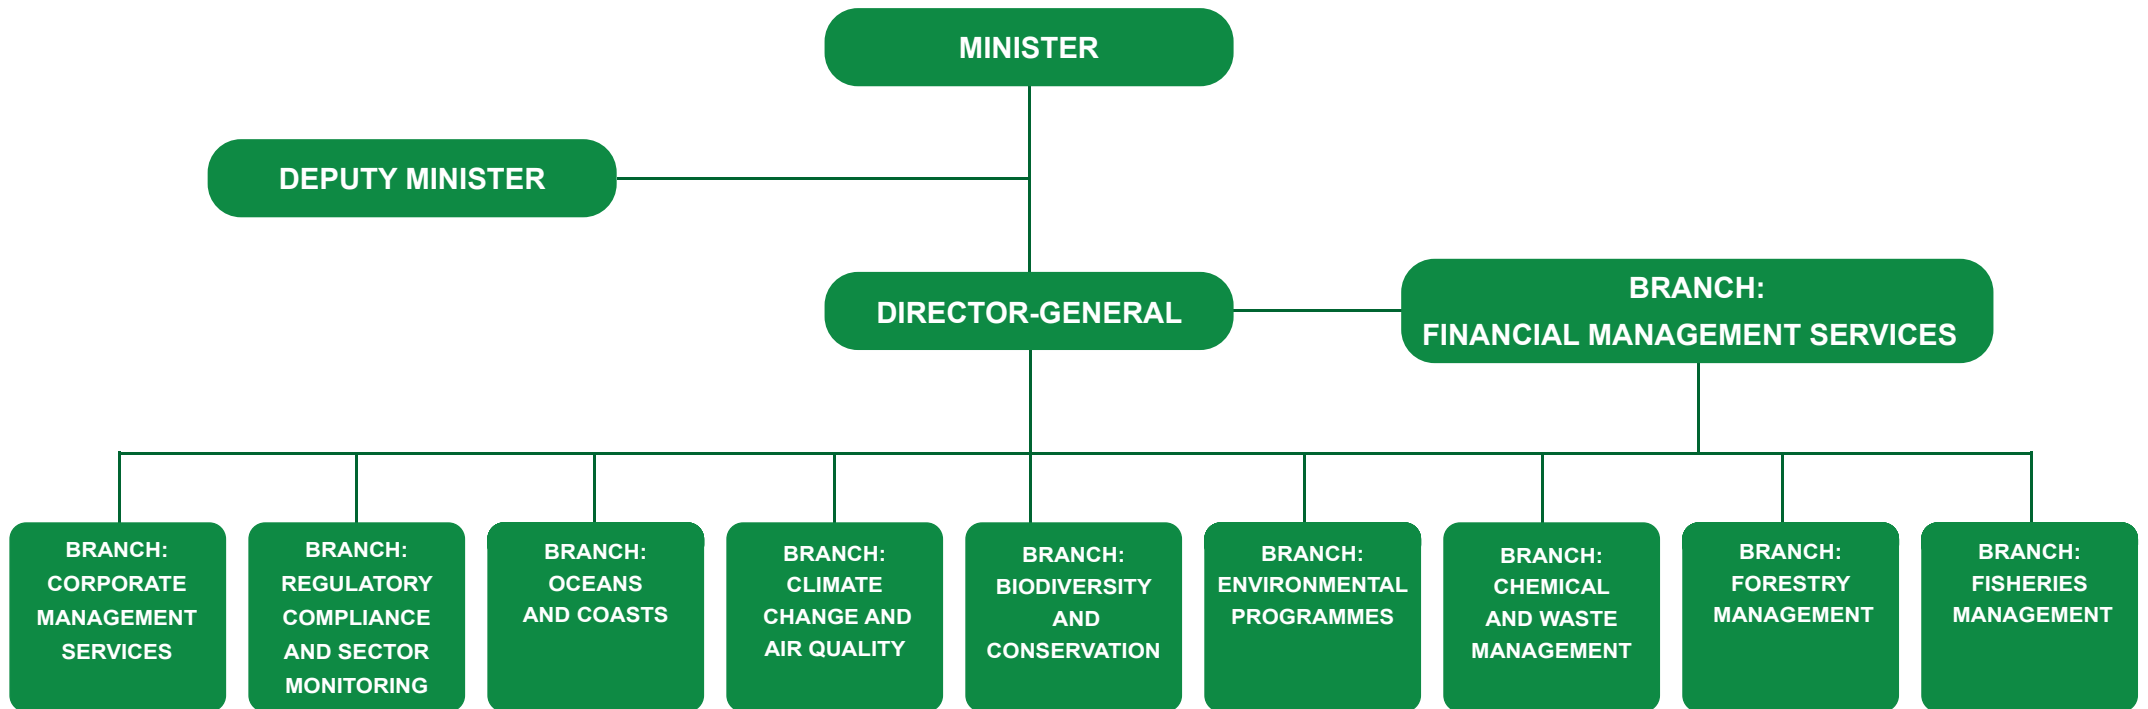 MINISTER
DEPUTY MINISTER
DIRECTOR-GENERAL
BRANCH:
FINANCIAL MANAGEMENT SERVICES
BRANCH:
CORPORATE
MANAGEMENT
SERVICES
BRANCH:
REGULATORY
COMPLIANCE
AND SECTOR
MONITORING
BRANCH:
OCEANS
AND COASTS
BRANCH:
CLIMATE
CHANGE AND
AIR QUALITY
BRANCH:
BIODIVERSITY
AND
CONSERVATION
BRANCH:
ENVIRONMENTAL
PROGRAMMES
BRANCH:
CHEMICAL
AND WASTE
MANAGEMENT
BRANCH:
FORESTRY
MANAGEMENT
BRANCH:
FISHERIES
MANAGEMENT